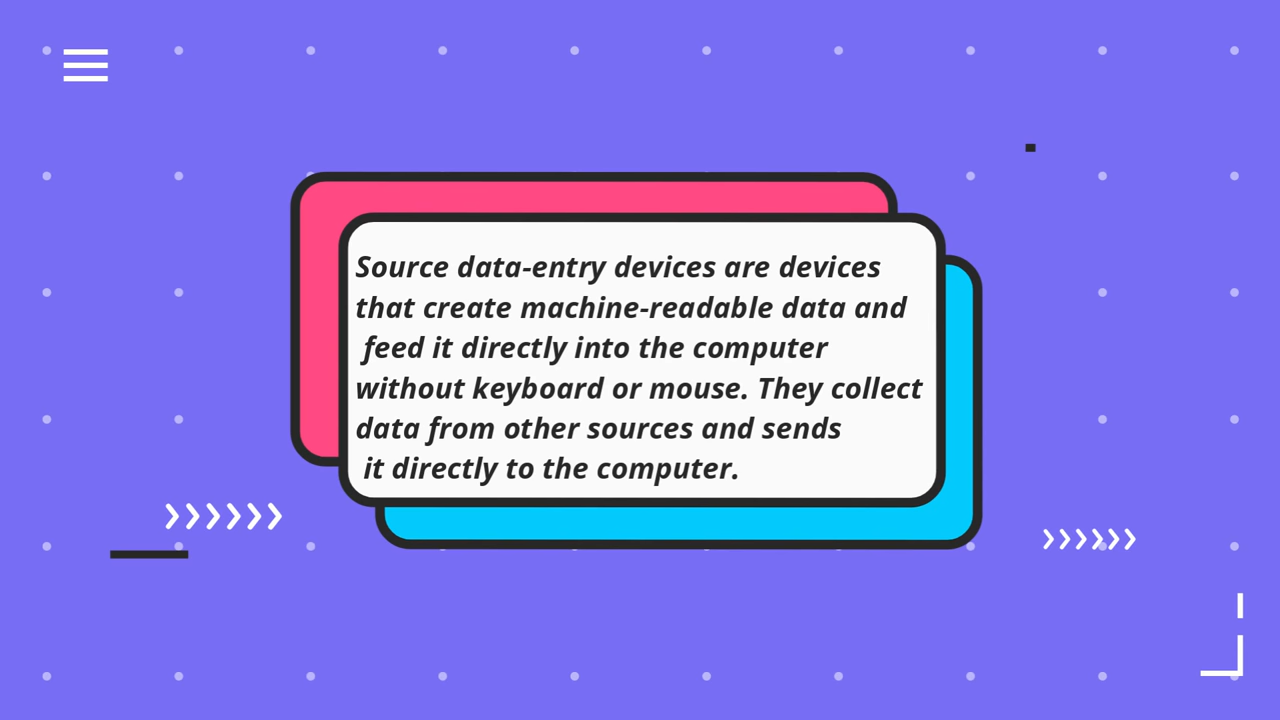 Source data-entry devices are devices
that create machine-readable data and
feed it directly into the computer
without keyboard or mouse. They collect
data from other sources and sends
it directly to the computer.